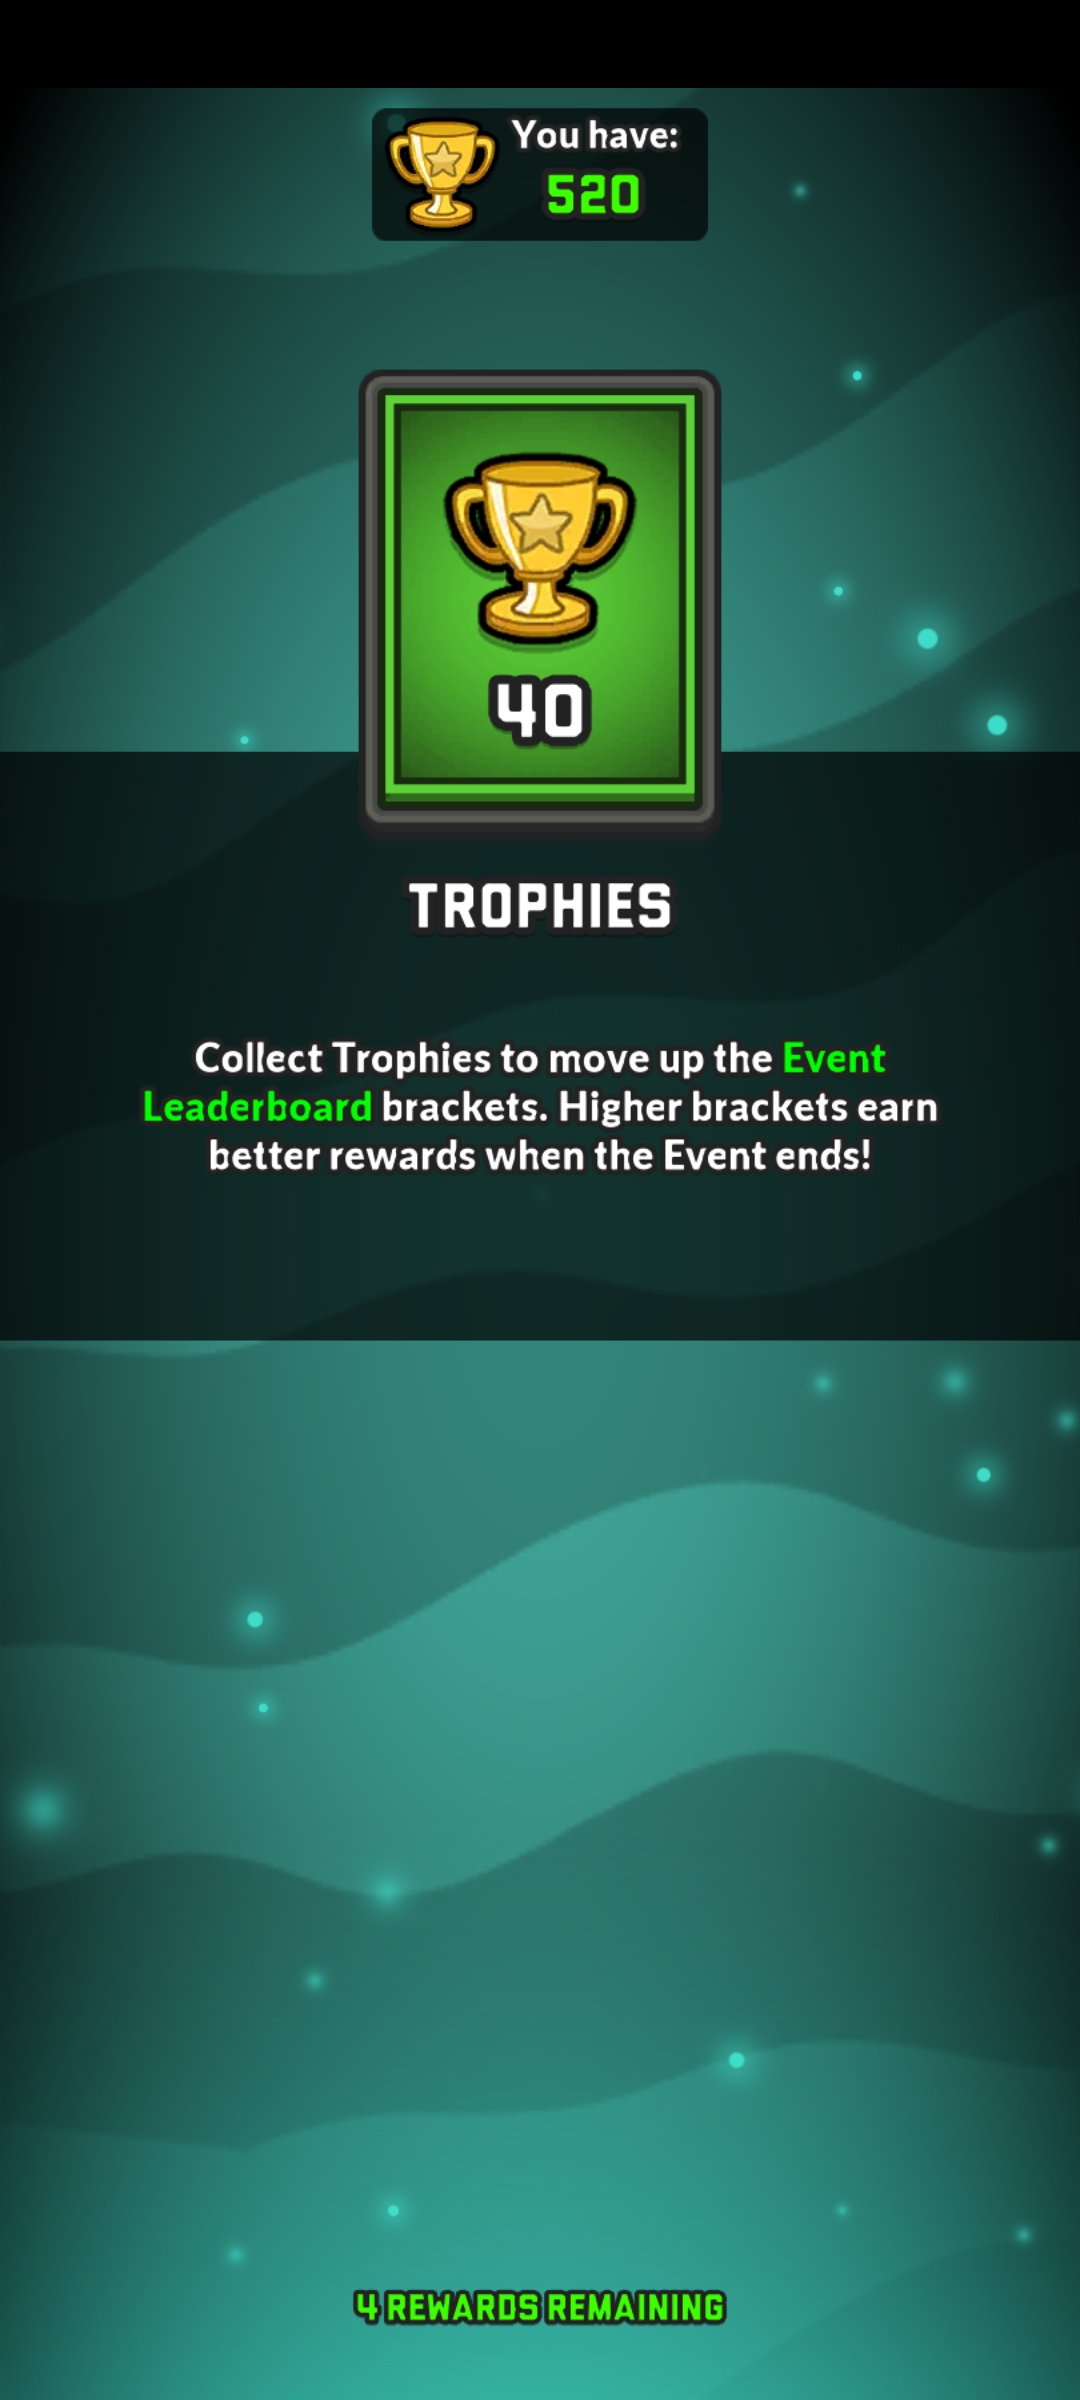 You have:
520
40
TROPHIES
Collect Trophies to move up the Event
Leaderboard brackets. Higher brackets earn
better rewards when the Event ends!
4 REWARDS REMAINING